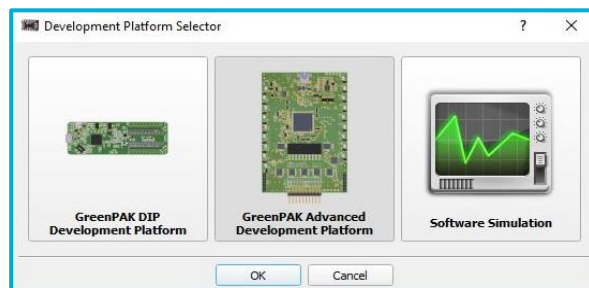 Development Platform Selector
GreenPAK DIP
Development Platform
GreenPAK Advanced
Development Platform
Software Simulation
OK
Cancel